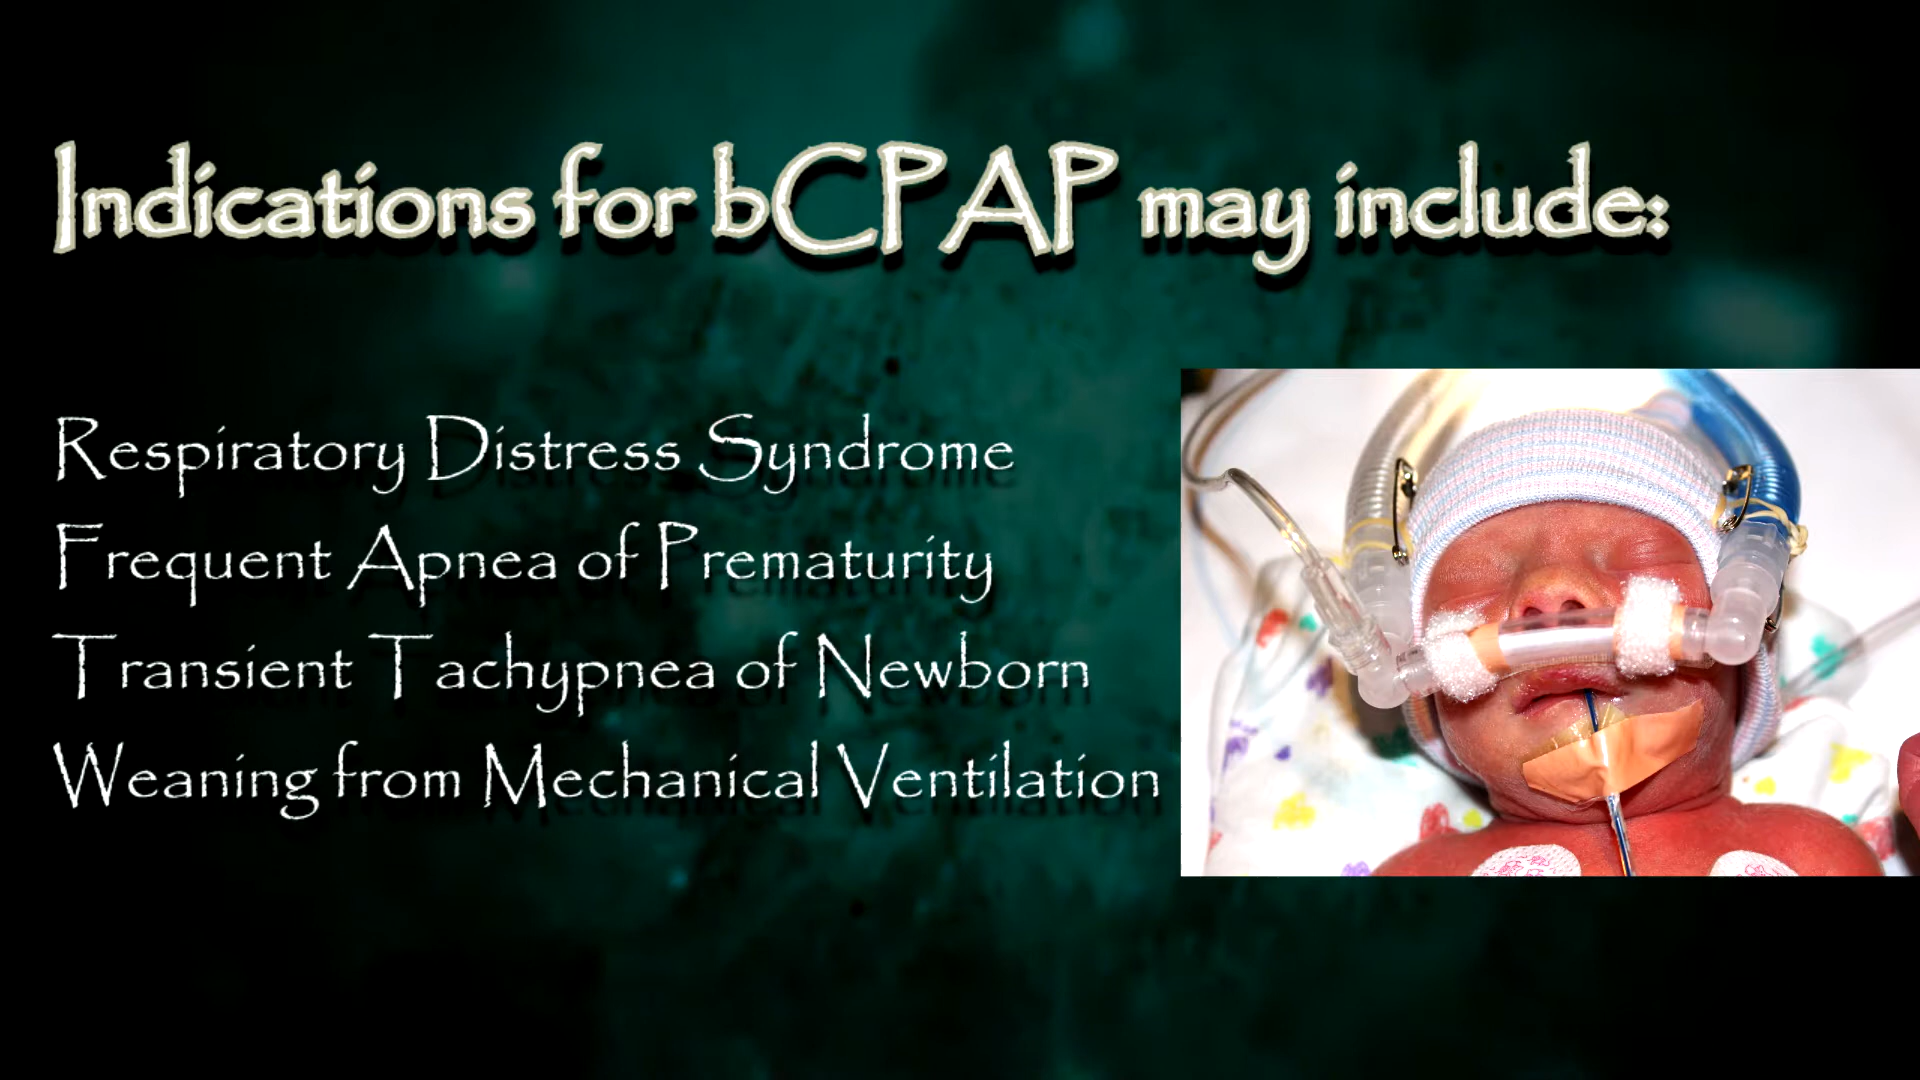 Indications for bCPAP may include:
Respiratory Distress Syndrome
Frequent Apnea of Prematurity
Transient Tachypnea of Newborn
Weaning from Mechanical Ventilation